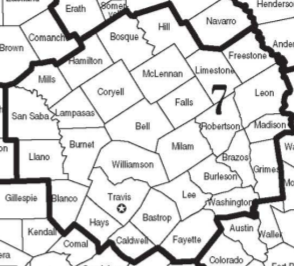 Erath
Hill
Navarro
Henderso
Bosque
Comanch
Brown
Hamilton
Freestone
McLennan
Limestone
Mills
Coryell
Leon
Falls
7
San Saba
Lampasas
Bell
Robertson
Madison
Burnet
Milam
Llano
Brazos
Williamson
Grimes
Burleson
Gillespie
Blanco
Travis
Lee
Washington
Hays
Bastrop
Kendall
Austin
Waller
Comal
Caldwell
Fayette
Colorado